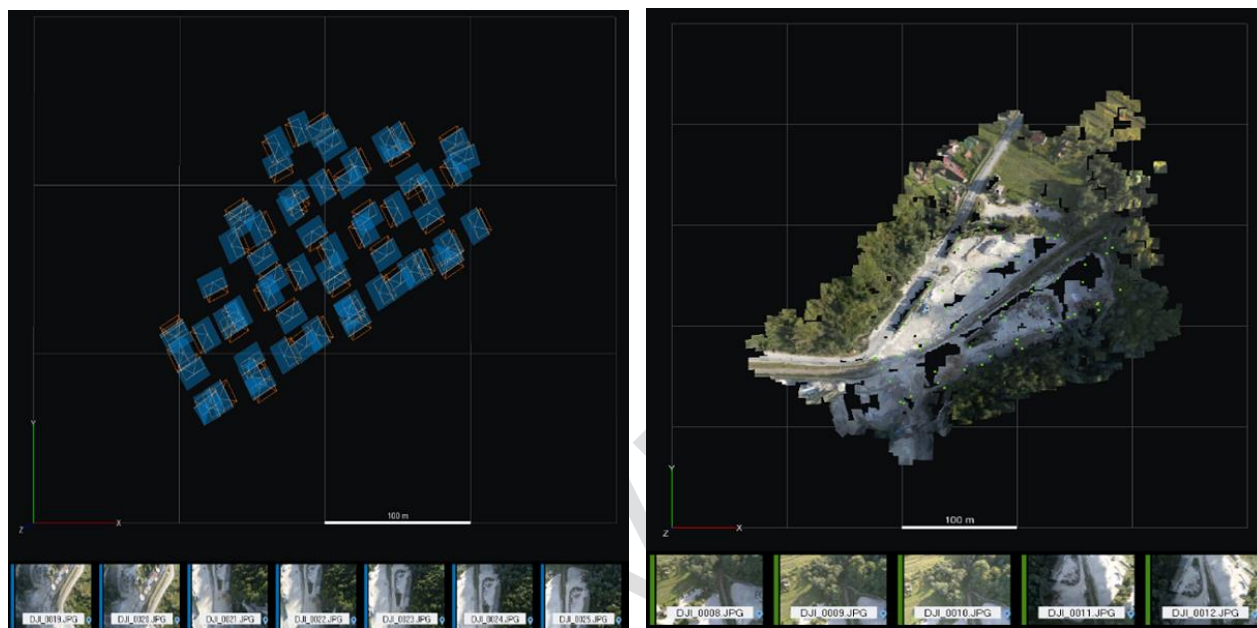 Y
Z
X
100 m
DJI_0019.JPG
DJI_0020.JPG
DJI_0021.JPG
DJI_0022.JPG
DJI_0023.JPG
DJI_0024.JPG
DJI_0025.JPG
Y
Z
X
100 m
DJI_0008.JPG
DJI_0009.JPG
DJI_0010.JPG
DJI_0011.JPG
DJI_0012.JPG